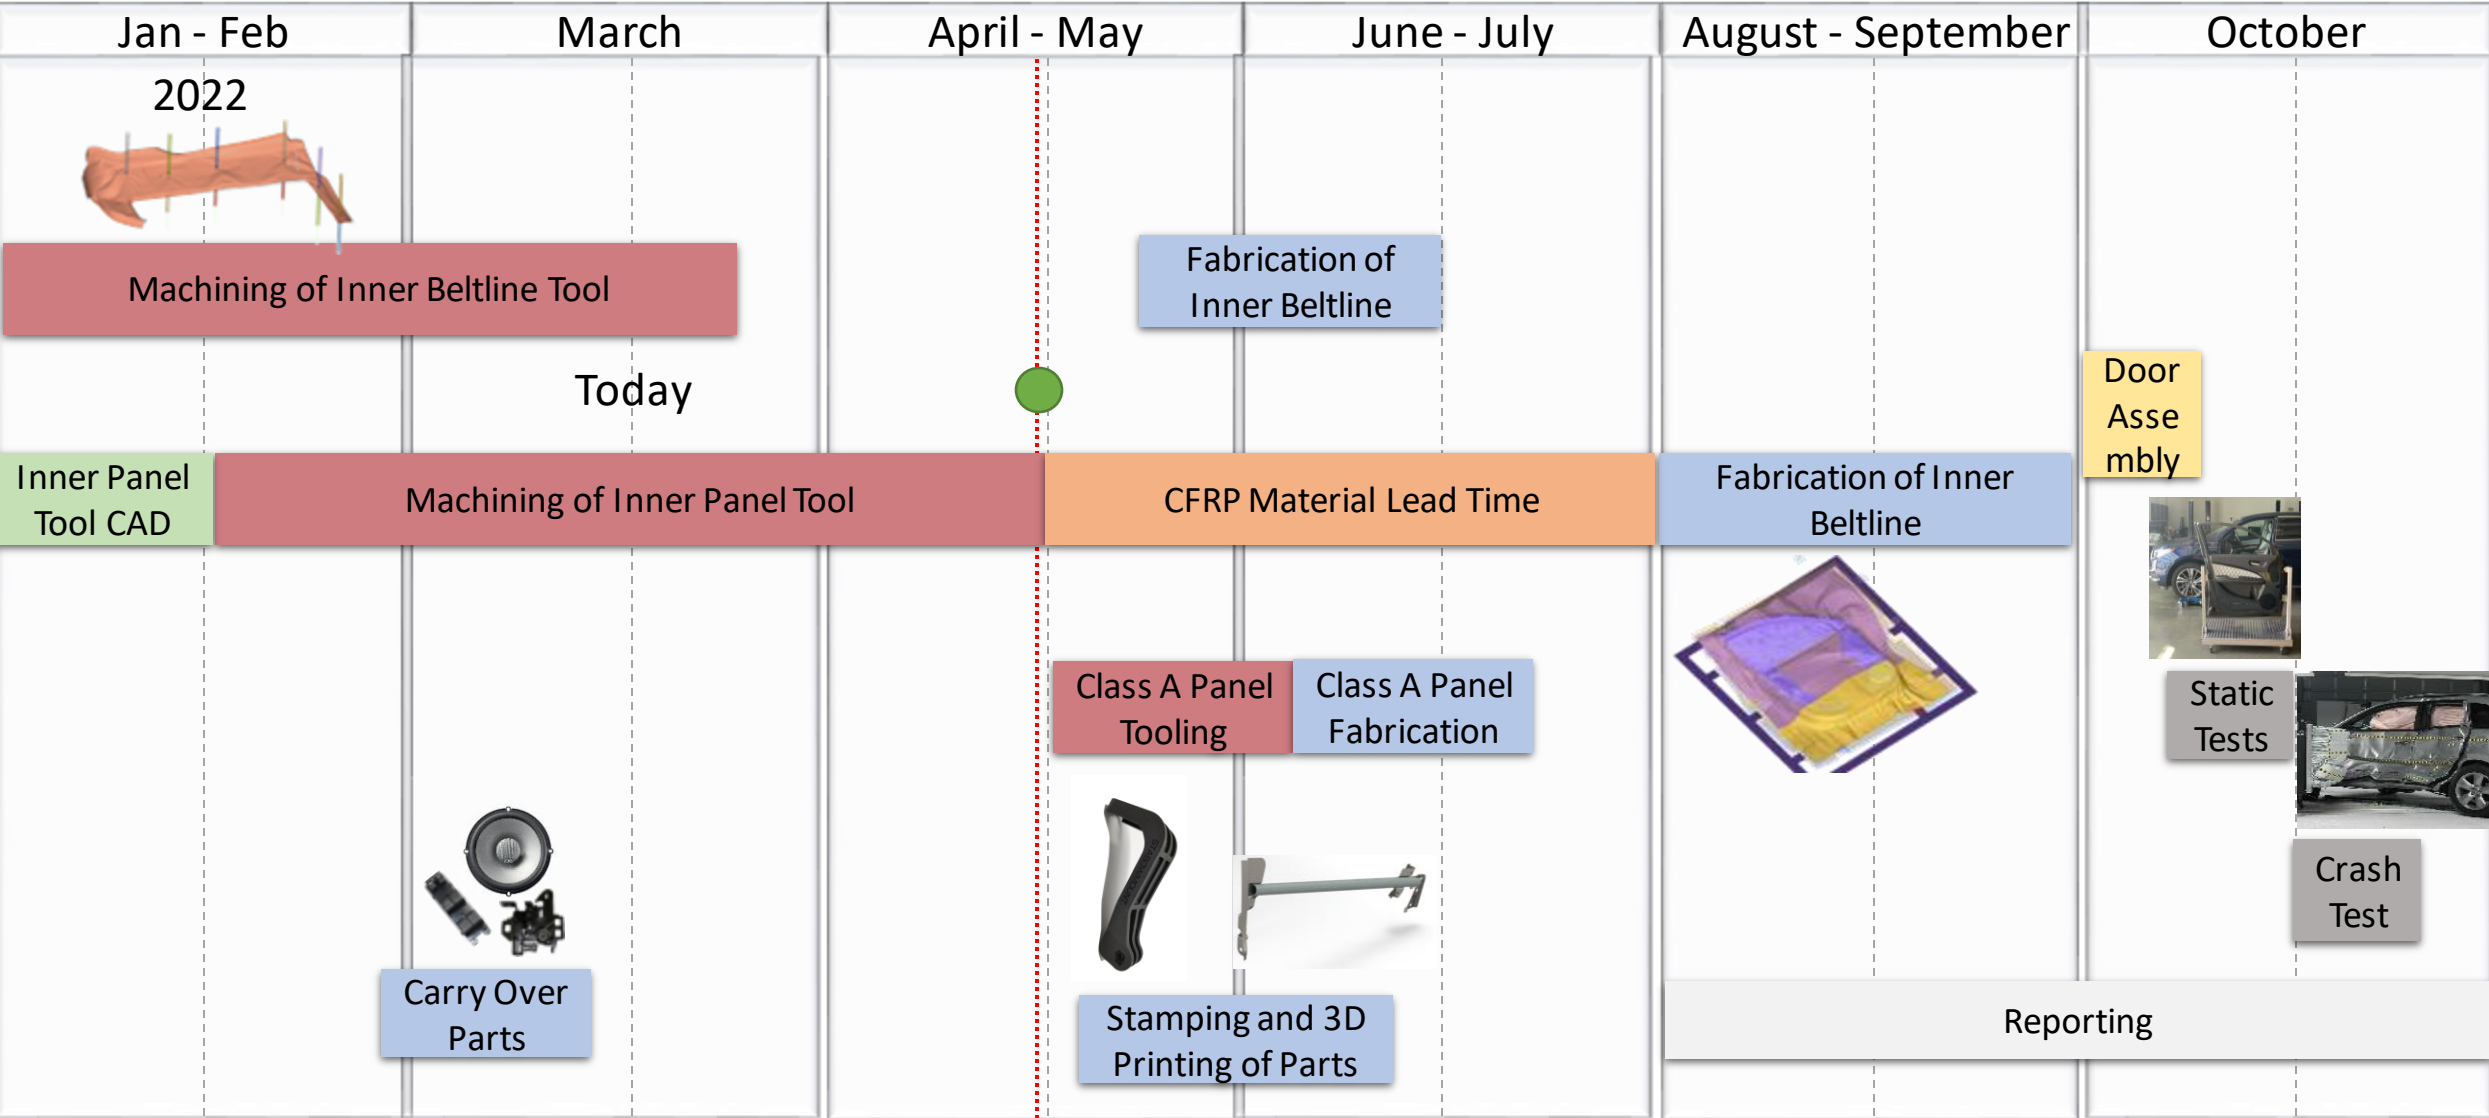 Jan - Feb
March
April - May
June - July
August - September
October
2022
Machining of Inner Beltline Tool
Fabrication of
Inner Beltline
Today
Door
Asse
mbly
Inner Panel
Tool CAD
Machining of Inner Panel Tool
CFRP Material Lead Time
Fabrication of Inner
Beltline
Class A Panel
Tooling
Class A Panel
Fabrication
Static
Tests
Crash
Test
Carry Over
Parts
Stamping and 3D
Printing of Parts
Reporting